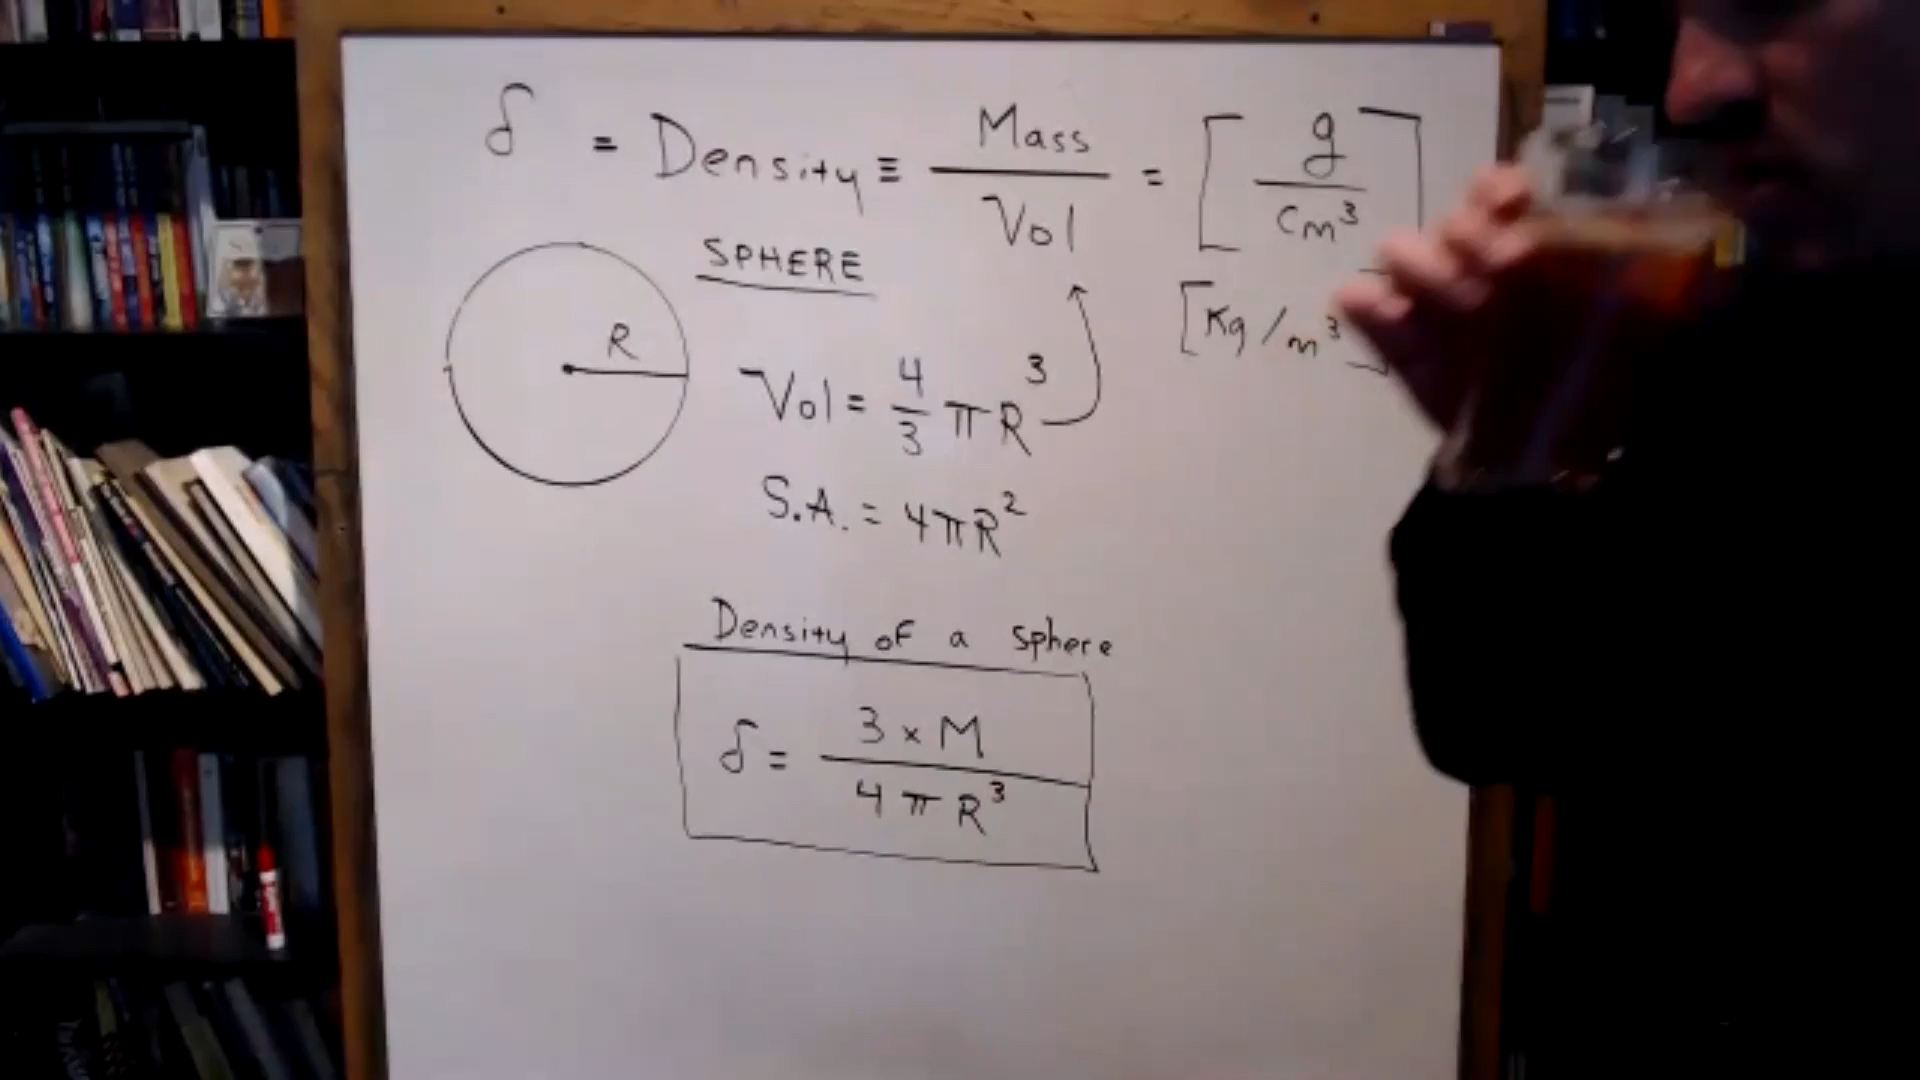 δ = Density ≡ Mass / Vol = [g / cm³]
SPHERE
[Kg/m³]
R
Vol = 4/3 π R³
S.A. = 4πR²
Density of a sphere
δ = 3 × M / 4 π R³